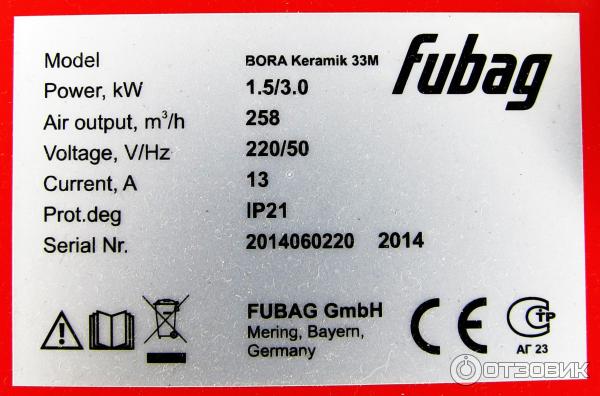 fubag
Model BORA Keramik 33M
Power, kW 1.5/3.0
Air output, m³/h 258
Voltage, V/Hz 220/50
Current, A 13
Prot.deg IP21
Serial Nr. 2014060220 2014
FUBAG GmbH
Mering, Bayern,
Germany
CE
СТР
АГ 23
ОТЗОВИК